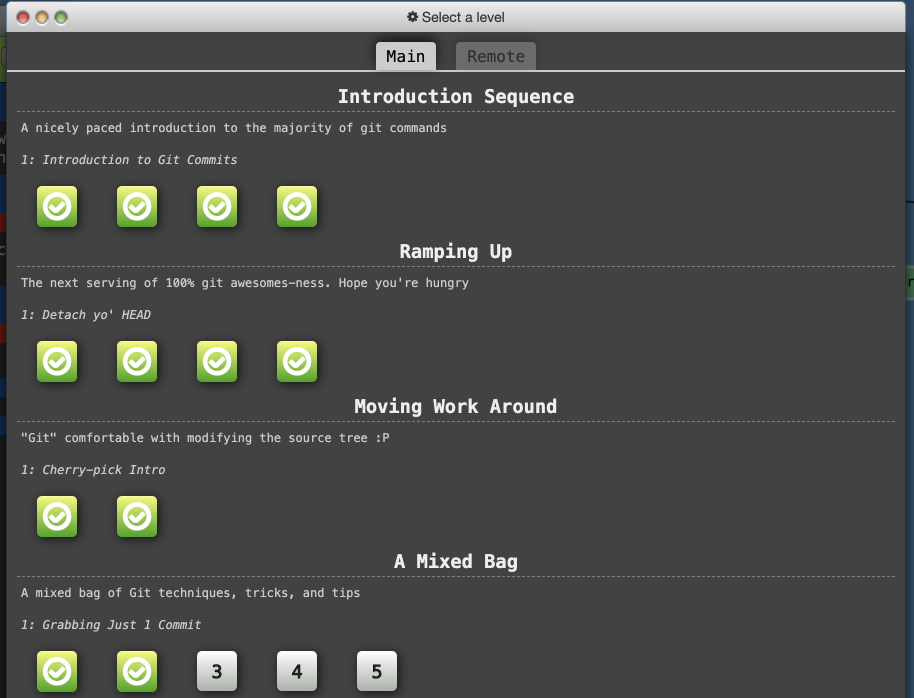 Select a level
Main
Remote
Introduction Sequence
A nicely paced introduction to the majority of git commands
1: Introduction to Git Commits
Ramping Up
The next serving of 100% git awesomes-ness. Hope you're hungry
1: Detach yo' HEAD
Moving Work Around
"Git" comfortable with modifying the source tree :P
1: Cherry-pick Intro
A Mixed Bag
A mixed bag of Git techniques, tricks, and tips
1: Grabbing Just 1 Commit
3 4 5